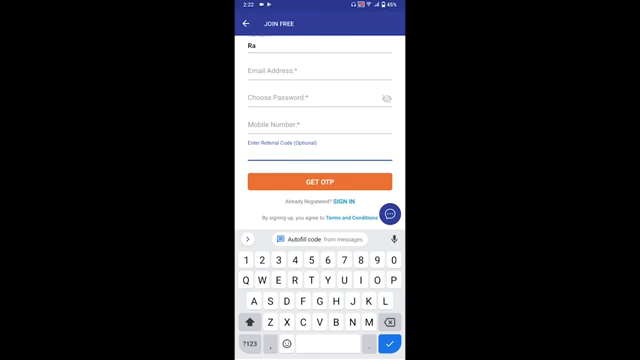 2:22 45%
JOIN FREE
Ra
Email Address:*
Choose Password:*
Mobile Number:*
Enter Referral Code (Optional)
GET OTP
Already Registered? SIGN IN
By signing up, you agree to Terms and Conditions
Autofill code from messages
1 2 3 4 5 6 7 8 9 0
Q W E R T Y U I O P
A S D F G H J K L
Z X C V B N M
?123 , .